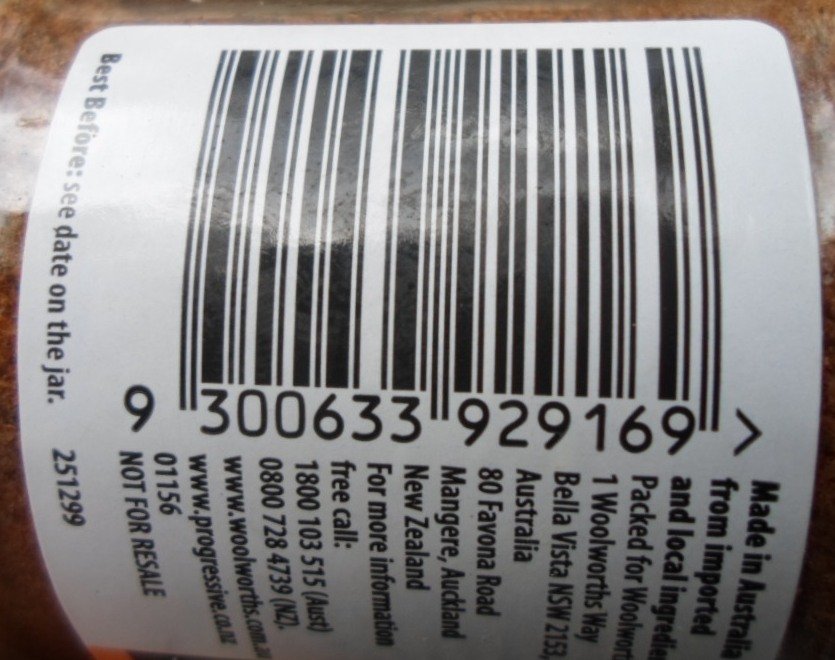 Best Before: see date on the jar. 251299
9 300633 929169 >
Made in Australia
from imported
and local
Packed for
1 Woolworths Way
Bella Vista NSW 2153,
Australia
80 Favona Road
Mangere, Auckland
New Zealand
For more information
free call:
1800 103 515 (Aust)
0800 728 4739 (NZ).
www.woolworths.com.a
www.progressive.co.nz
01156
NOT FOR RESALE